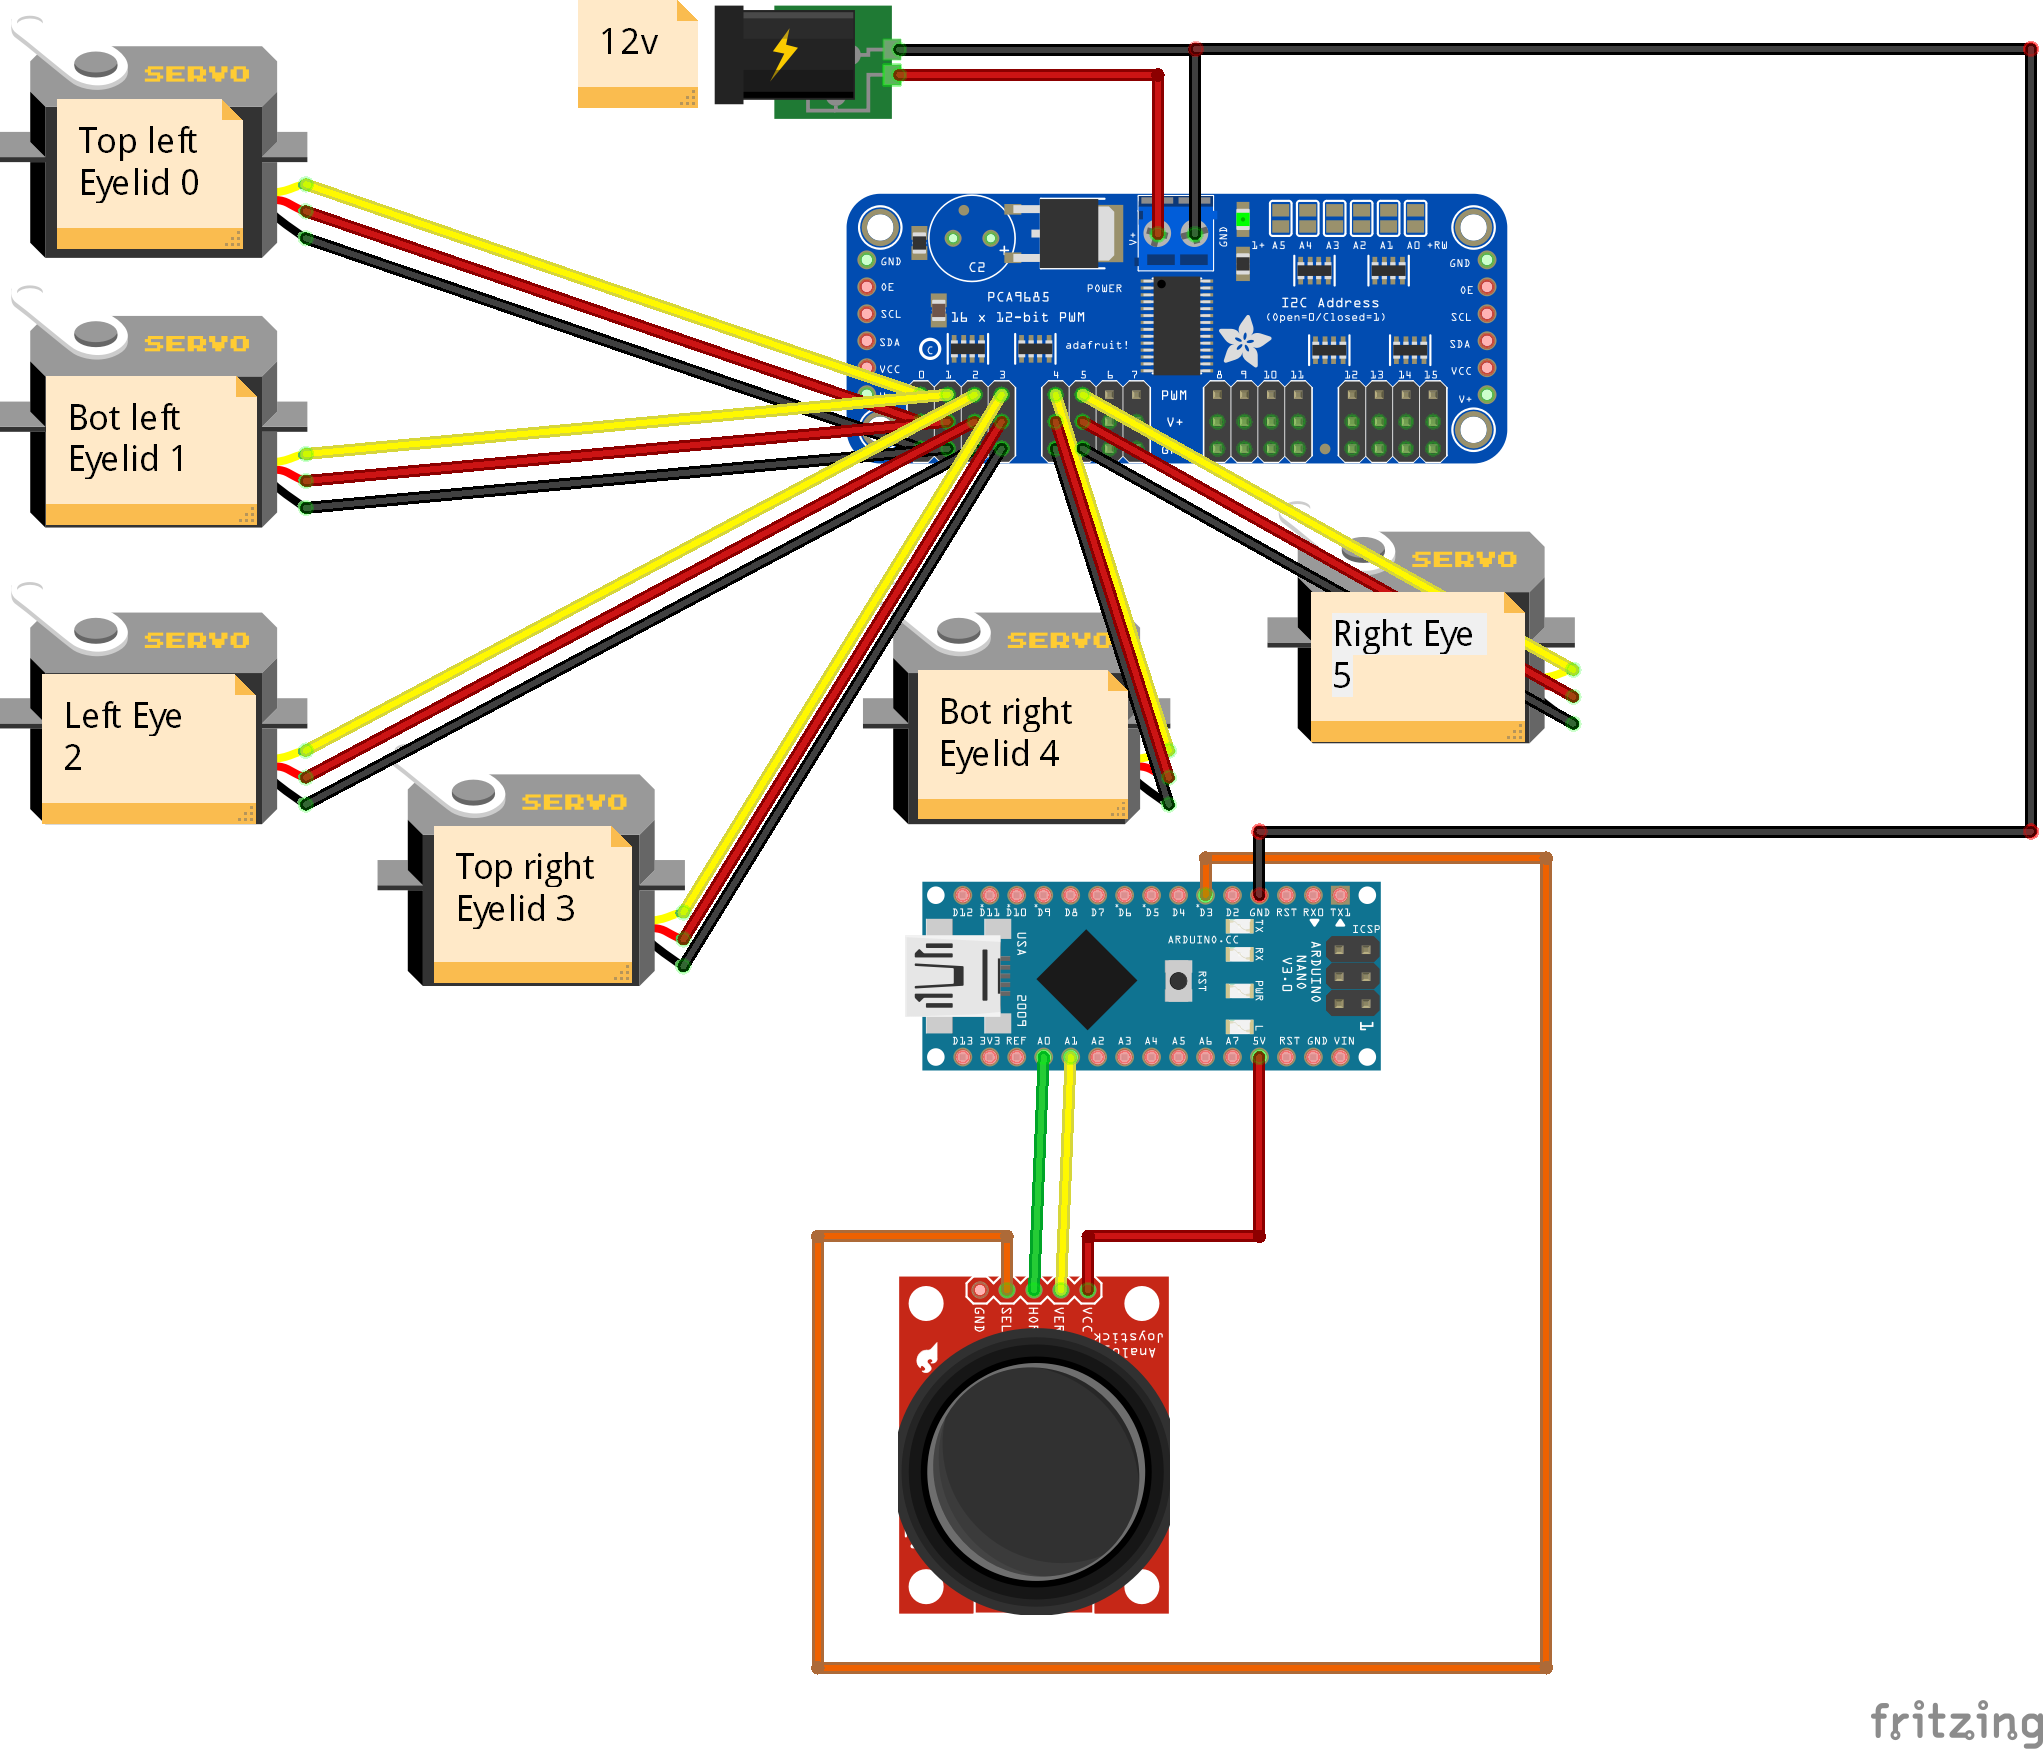 12v
SERVO
Top left
Eyelid 0
SERVO
Bot left
Eyelid 1
SERVO
Left Eye
2
SERVO
Top right
Eyelid 3
SERVO
Bot right
Eyelid 4
SERVO
Right Eye
5
V+
GND
1+ A5 A4 A3 A2 A1 A0 +RW
C2
+
POWER
PCA9685
16 x 12-bit PWM
adafruit!
C
I2C Address
(Open=0/Closed=1)
GND
OE
SCL
SDA
VCC
GND
OE
SCL
SDA
VCC
V+
0 1 2 3 4 5 6 7 8 9 10 11 12 13 14 15
PWM
V+
D12 D11 D10 D9 D8 D7 D6 D5 D4 D3 D2 GND RST RX0 TX1
USA
2009
ARDUINO.CC
RST
TX
RX
PWR
L
ARDUINO
NANO
V3.0
ICSP
1
D13 3V3 REF A0 A1 A2 A3 A4 A5 A6 A7 5V RST GND VIN
GND
SEL
VCC
Joystick
fritzing